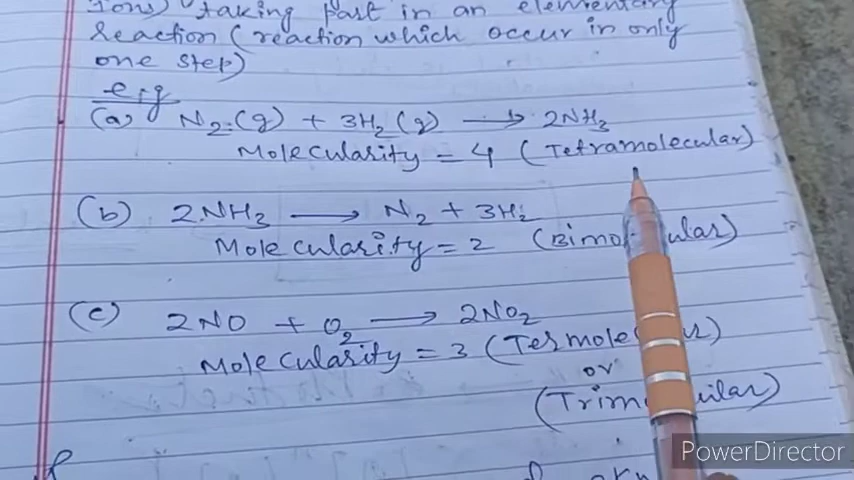 ions) taking part in an elementary
reaction (reaction which occur in only
one step)
e.g
(a) N₂(g) + 3H₂(g) → 2NH₃
Molecularity = 4 (Tetramolecular)
(b) 2NH₃ → N₂ + 3H₂
Molecularity = 2
(c) 2NO + O₂ → 2NO₂
Molecularity = 3
or
PowerDirector